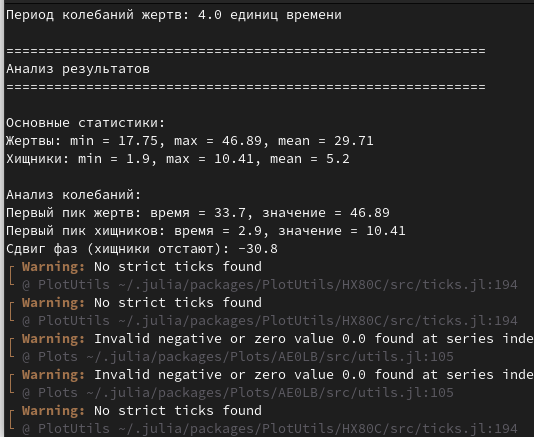 Период колебаний жертв: 4.0 единиц времени
============================================================
Анализ результатов
============================================================
Основные статистики:
Жертвы: min = 17.75, max = 46.89, mean = 29.71
Хищники: min = 1.9, max = 10.41, mean = 5.2
Анализ колебаний:
Первый пик жертв: время = 33.7, значение = 46.89
Первый пик хищников: время = 2.9, значение = 10.41
Сдвиг фаз (хищники отстают): -30.8
┌ Warning: No strict ticks found
└ @ PlotUtils ~/.julia/packages/PlotUtils/HX80C/src/ticks.jl:194
┌ Warning: No strict ticks found
└ @ PlotUtils ~/.julia/packages/PlotUtils/HX80C/src/ticks.jl:194
┌ Warning: Invalid negative or zero value 0.0 found at series inde
└ @ Plots ~/.julia/packages/Plots/AE0LB/src/utils.jl:105
┌ Warning: Invalid negative or zero value 0.0 found at series inde
└ @ Plots ~/.julia/packages/Plots/AE0LB/src/utils.jl:105
┌ Warning: No strict ticks found
└ @ PlotUtils ~/.julia/packages/PlotUtils/HX80C/src/ticks.jl:194